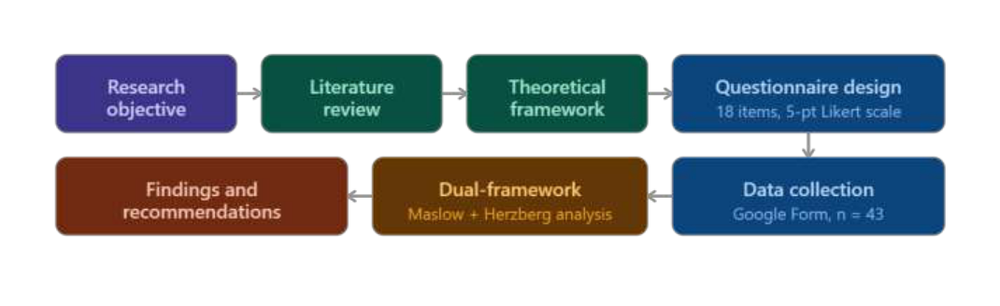 Research
objective
Literature
review
Theoretical
framework
Questionnaire design
18 items, 5-pt Likert scale
Data collection
Google Form, n = 43
Dual-framework
Maslow + Herzberg analysis
Findings and
recommendations